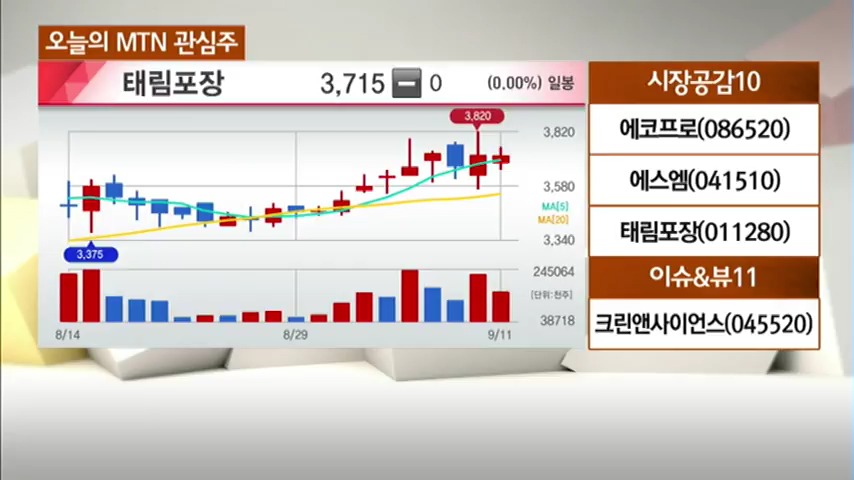 오늘의 MTN 관심주
태림포장 3,715 0 (0.00%) 일봉
3,820
3,820
3,580
MA[5]
MA[20]
3,340
3,375
245064
[단위:천주]
38718
8/14 8/29 9/11
시장공감10
에코프로(086520)
에스엠(041510)
태림포장(011280)
이슈&뷰11
크린앤사이언스(045520)